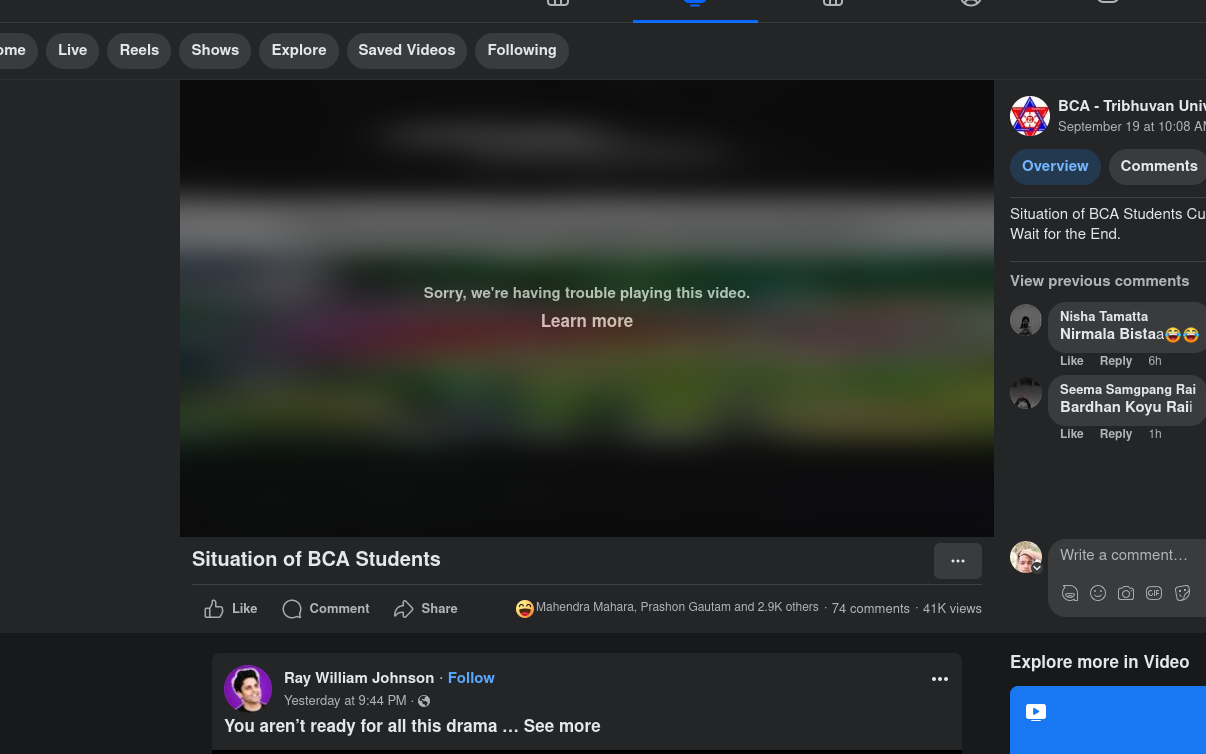 ome Live Reels Shows Explore Saved Videos Following
Sorry, we're having trouble playing this video.
Learn more
Situation of BCA Students
Like Comment Share Mahendra Mahara, Prashon Gautam and 2.9K others · 74 comments · 41K views
Ray William Johnson · Follow
Yesterday at 9:44 PM ·
You aren’t ready for all this drama … See more
BCA - Tribhuvan Univ
September 19 at 10:08 AM
Overview Comments
Situation of BCA Students Cu
Wait for the End.
View previous comments
Nisha Tamatta
Nirmala Bistaa😂😂
Like Reply 6h
Seema Samgpang Rai
Bardhan Koyu Raii
Like Reply 1h
Write a comment…
GIF
Explore more in Video